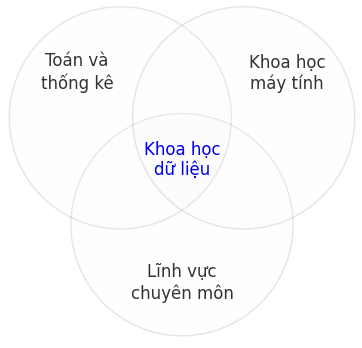 Toán và
thống kê
Khoa học
máy tính
Khoa học
dữ liệu
Lĩnh vực
chuyên môn